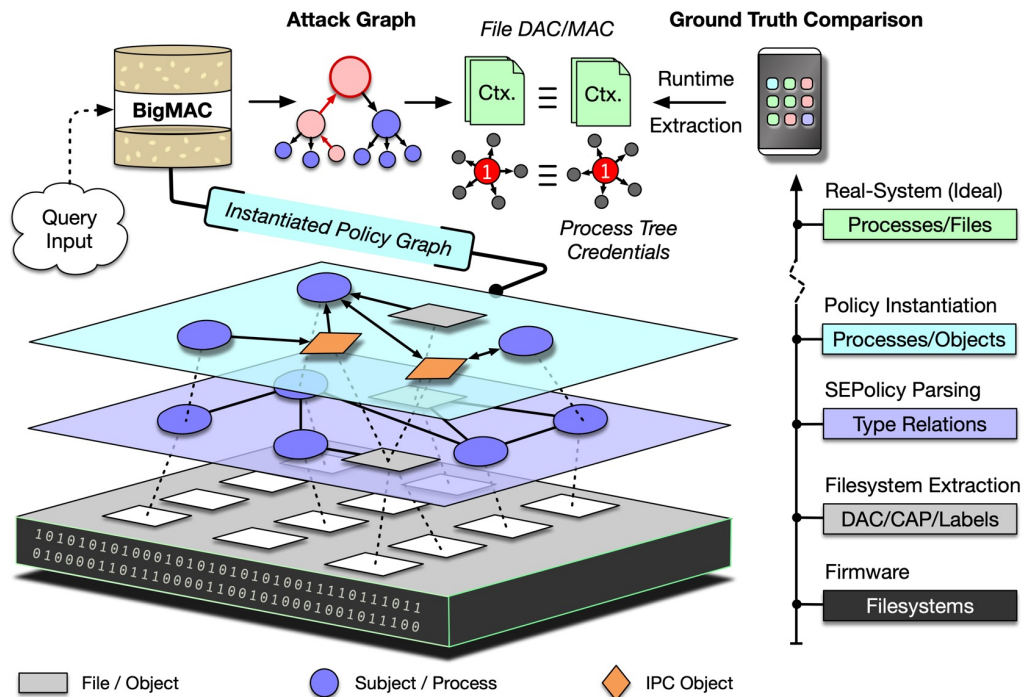 Attack Graph
File DAC/MAC
Ground Truth Comparison
BigMAC
Ctx.
Ctx.
Runtime
Extraction
1
1
Query
Input
Instantiated Policy Graph
Process Tree
Credentials
Real-System (Ideal)
Processes/Files
Policy Instantiation
Processes/Objects
SEPolicy Parsing
Type Relations
Filesystem Extraction
DAC/CAP/Labels
Firmware
Filesystems
File / Object
Subject / Process
IPC Object